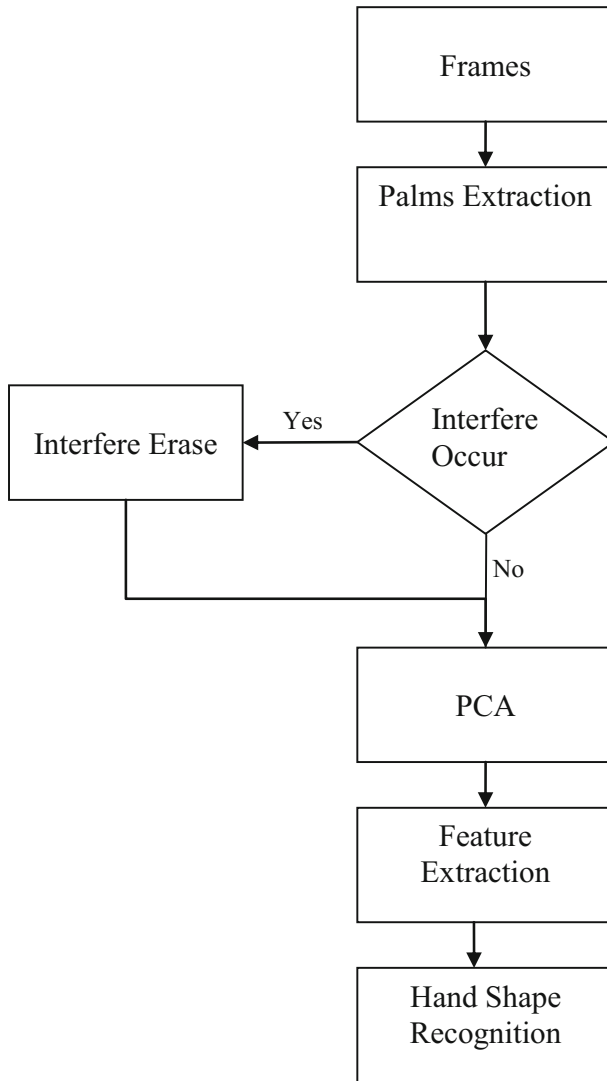 Frames
Palms Extraction
Interfere
Occur
Yes
Interfere Erase
No
PCA
Feature
Extraction
Hand Shape
Recognition